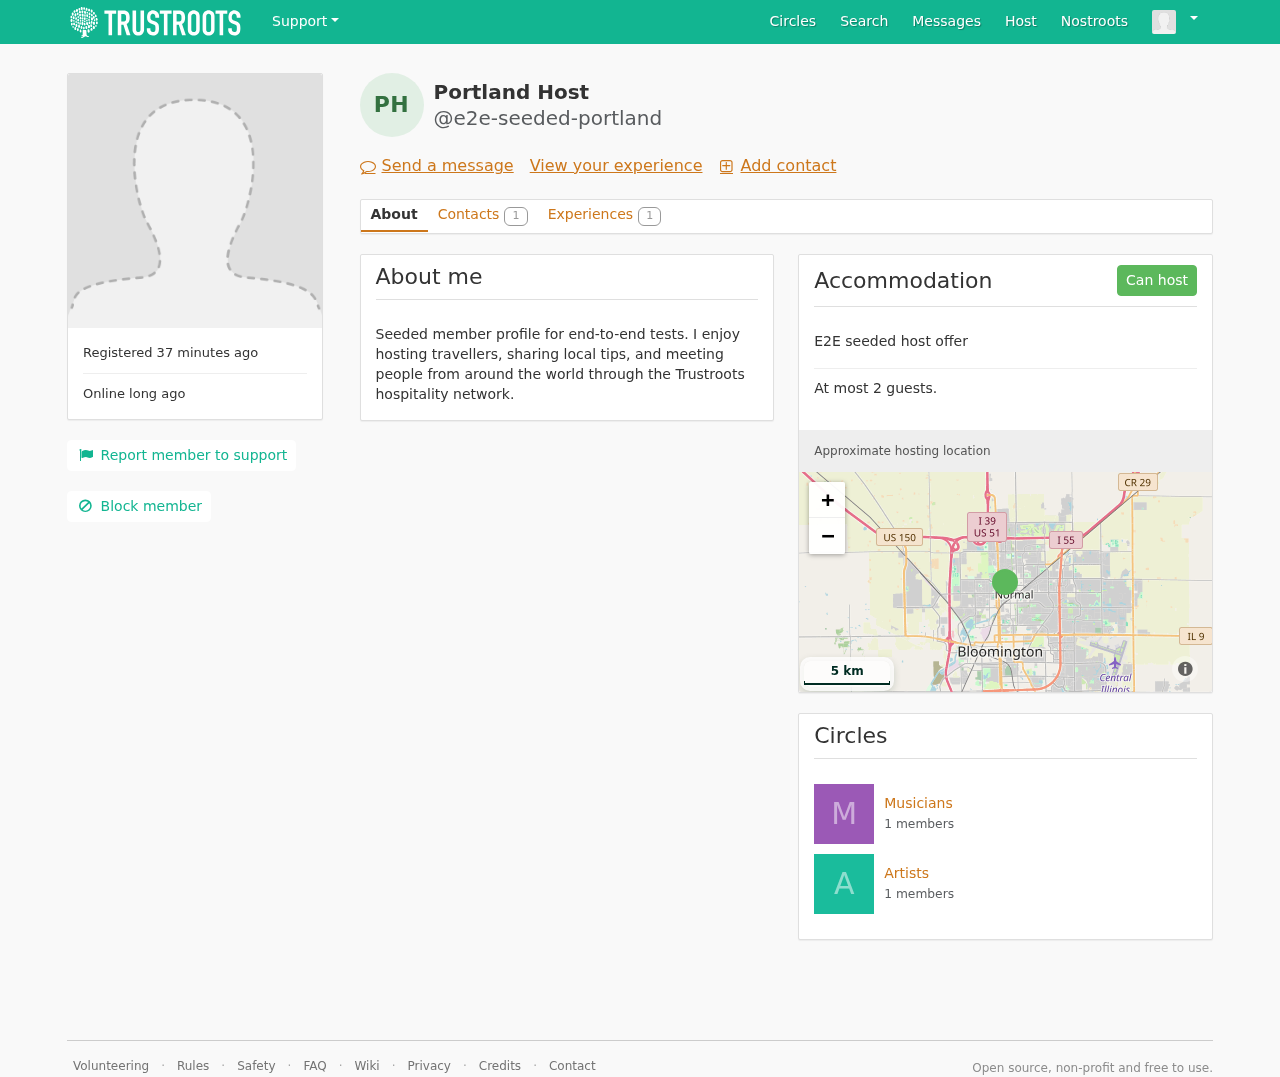 TRUSTROOTS
Support
Circles
Search
Messages
Host
Nostroots
PH
Portland Host
@e2e-seeded-portland
Send a message
View your experience
Add contact
About
Contacts 1
Experiences 1
Registered 37 minutes ago
Online long ago
Report member to support
Block member
About me
Seeded member profile for end-to-end tests. I enjoy
hosting travellers, sharing local tips, and meeting
people from around the world through the Trustroots
hospitality network.
Accommodation
Can host
E2E seeded host offer
At most 2 guests.
Approximate hosting location
+
−
CR 29
I 39
US 51
US 150
I 55
Normal
IL 9
Bloomington
Central
Illinois
5 km
Circles
M
Musicians
1 members
A
Artists
1 members
Volunteering · Rules · Safety · FAQ · Wiki · Privacy · Credits · Contact
Open source, non-profit and free to use.